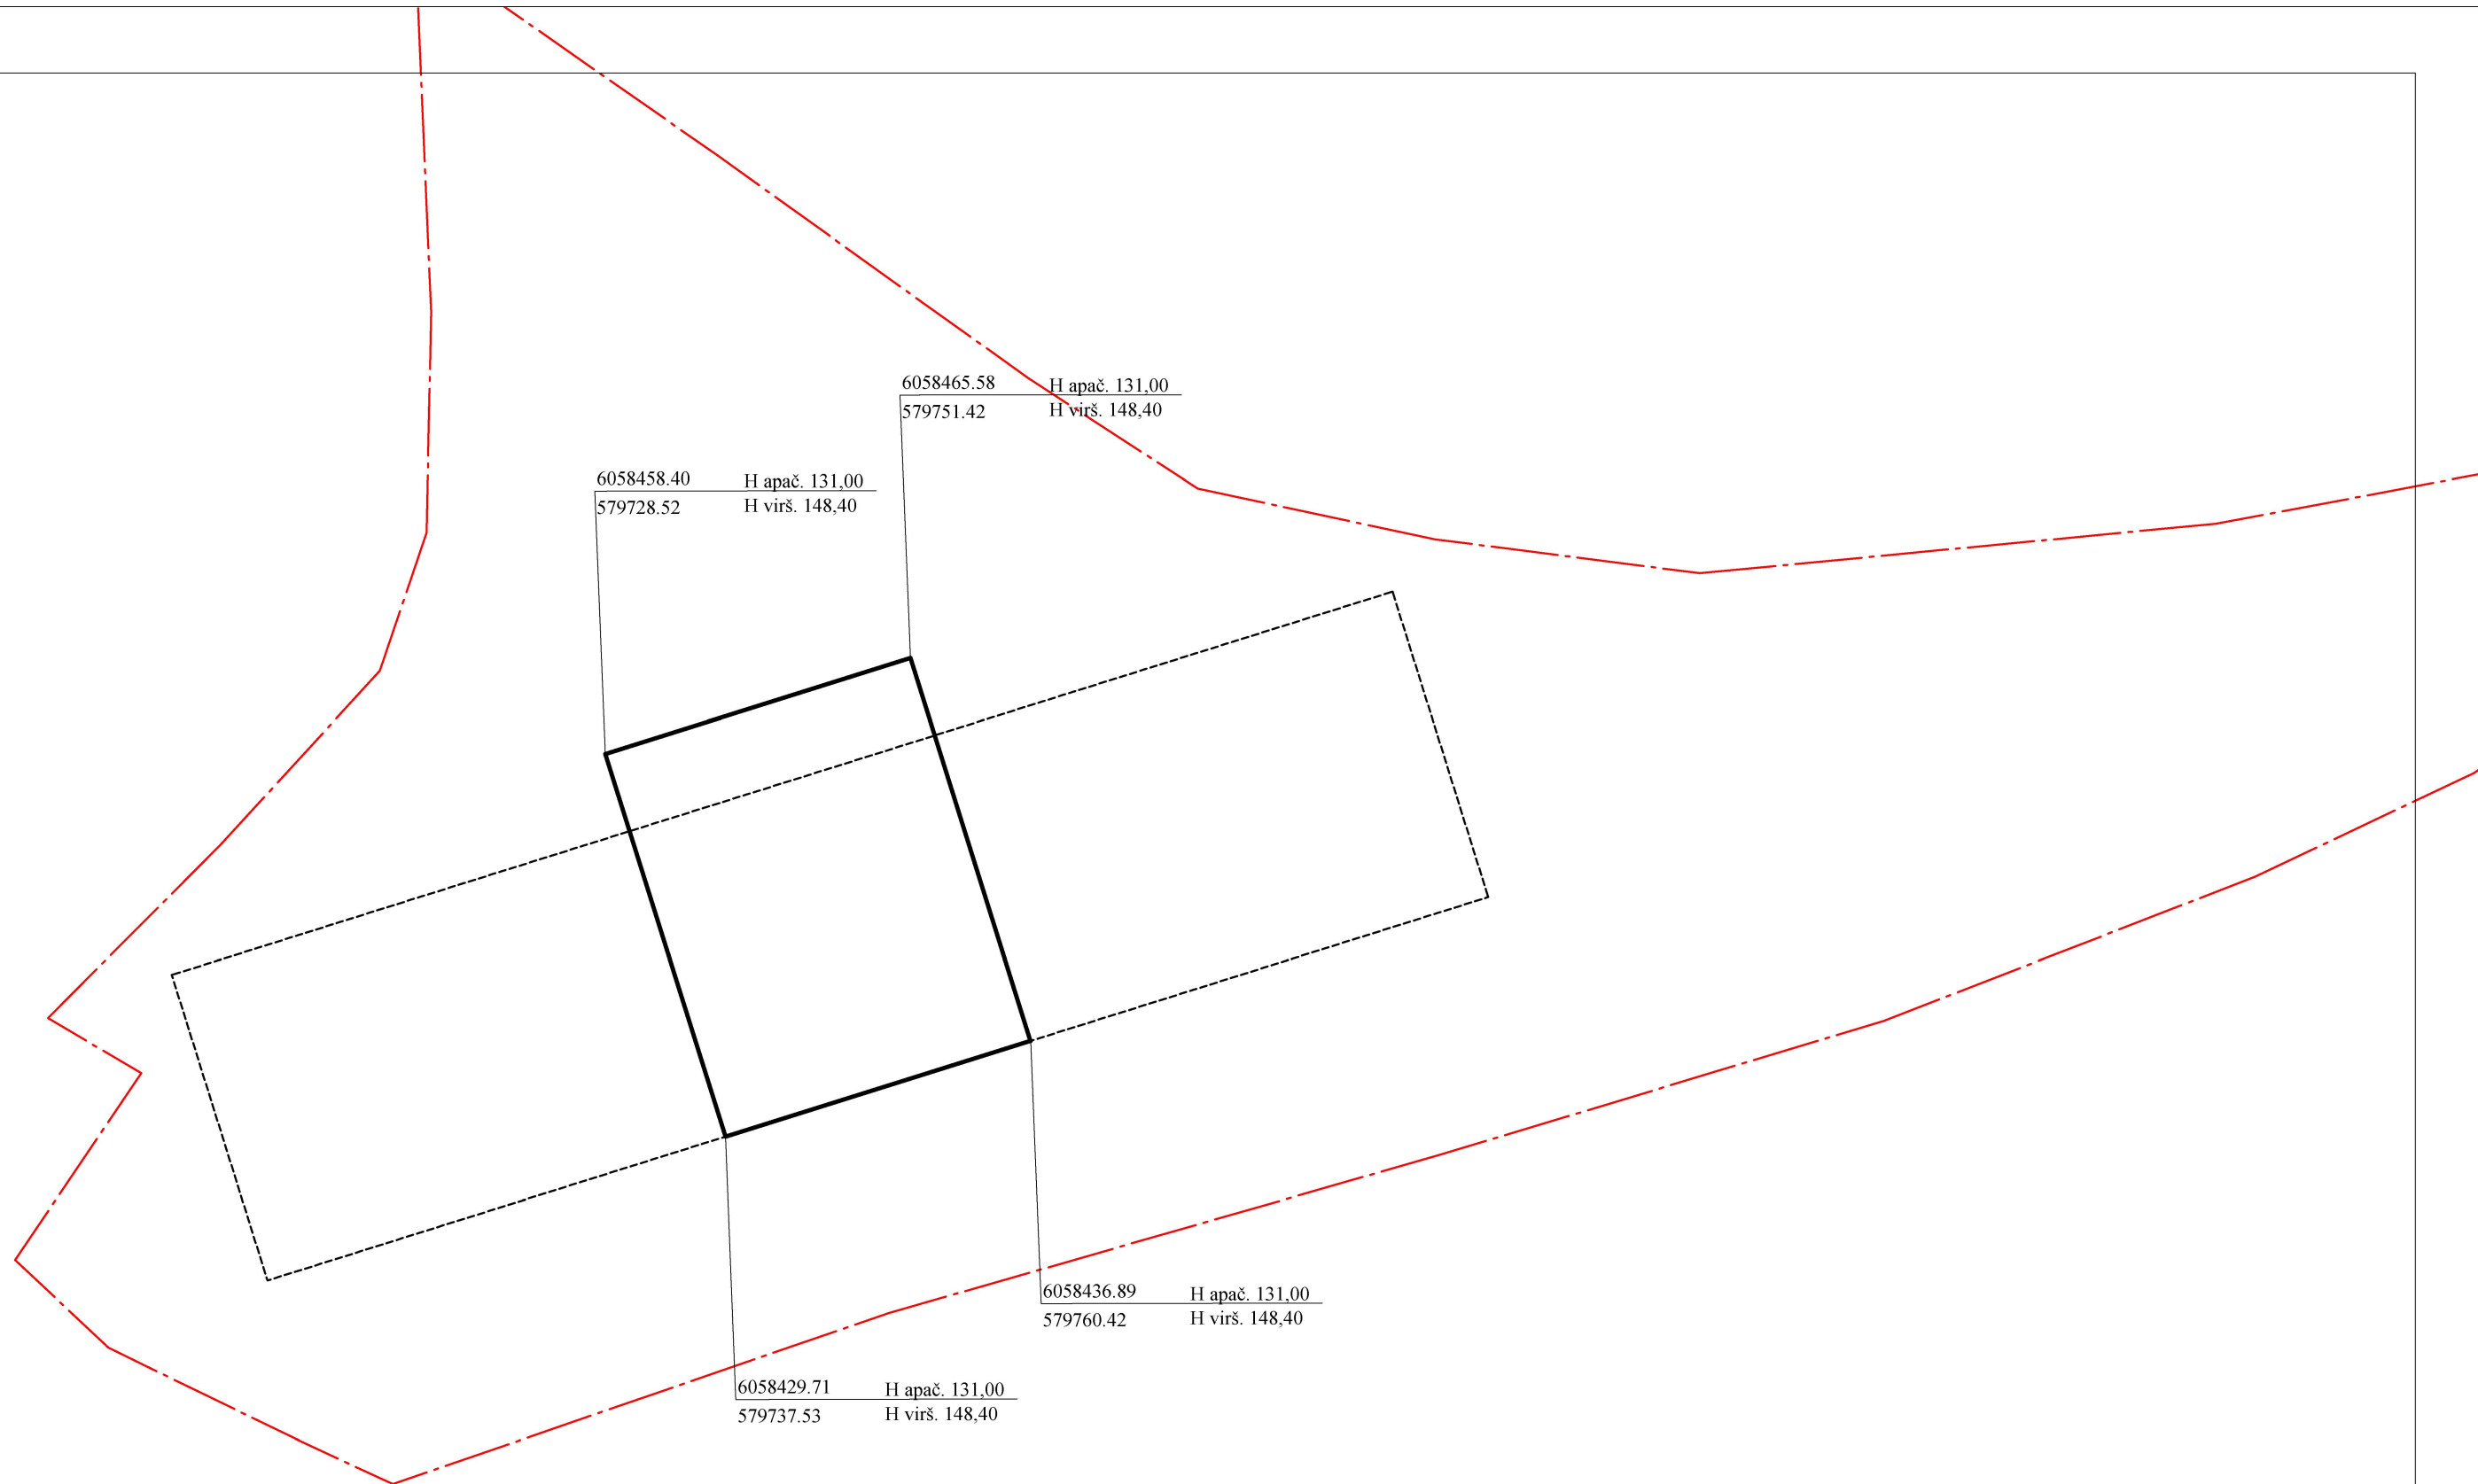 6058465.58 H apač. 131,00
579751.42 H virš. 148,40
6058458.40 H apač. 131,00
579728.52 H virš. 148,40
6058436.89 H apač. 131,00
579760.42 H virš. 148,40
6058429.71 H apač. 131,00
579737.53 H virš. 148,40